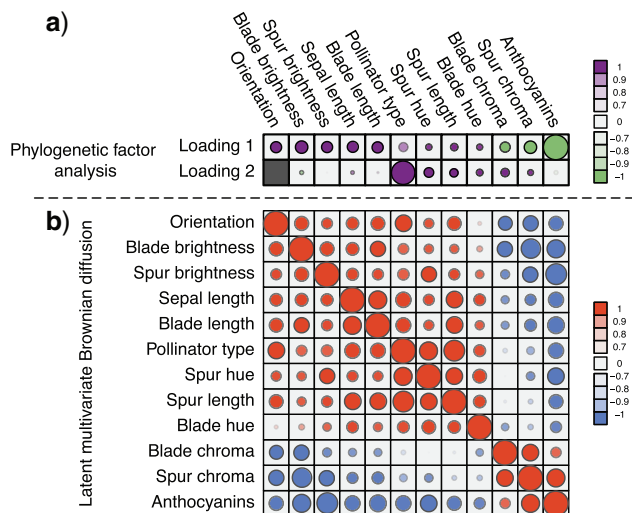 a)
Orientation
Blade brightness
Spur brightness
Sepal length
Blade length
Pollinator type
Spur hue
Spur length
Blade hue
Blade chroma
Spur chroma
Anthocyanins
Phylogenetic factor
analysis
Loading 1
Loading 2
1
0.9
0.8
0.7
0
−0.7
−0.8
−0.9
−1
b)
Latent multivariate Brownian diffusion
Orientation
Blade brightness
Spur brightness
Sepal length
Blade length
Pollinator type
Spur hue
Spur length
Blade hue
Blade chroma
Spur chroma
Anthocyanins
1
0.9
0.8
0.7
0
−0.7
−0.8
−0.9
−1